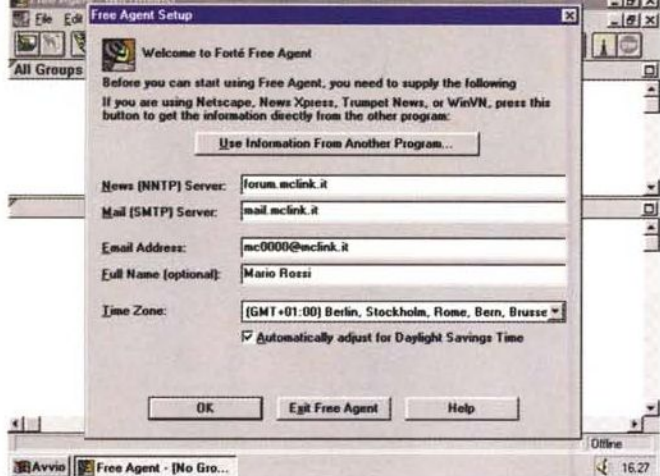 File Edit
Free Agent Setup
All Groups
Welcome to Forté Free Agent
Before you can start using Free Agent, you need to supply the following
If you are using Netscape, News Xpress, Trumpet News, or WinVN, press this
button to get the information directly from the other program:
Use Information From Another Program...
News (NNTP) Server: forum.mclink.it
Mail (SMTP) Server: mail.mclink.it
Email Address: mc0000@mclink.it
Full Name (optional): Mario Rossi
Time Zone: (GMT+01:00) Berlin, Stockholm, Rome, Bern, Brusse
Automatically adjust for Daylight Savings Time
OK Exit Free Agent Help
Offline
Avvio Free Agent - [No Gro... 16.27